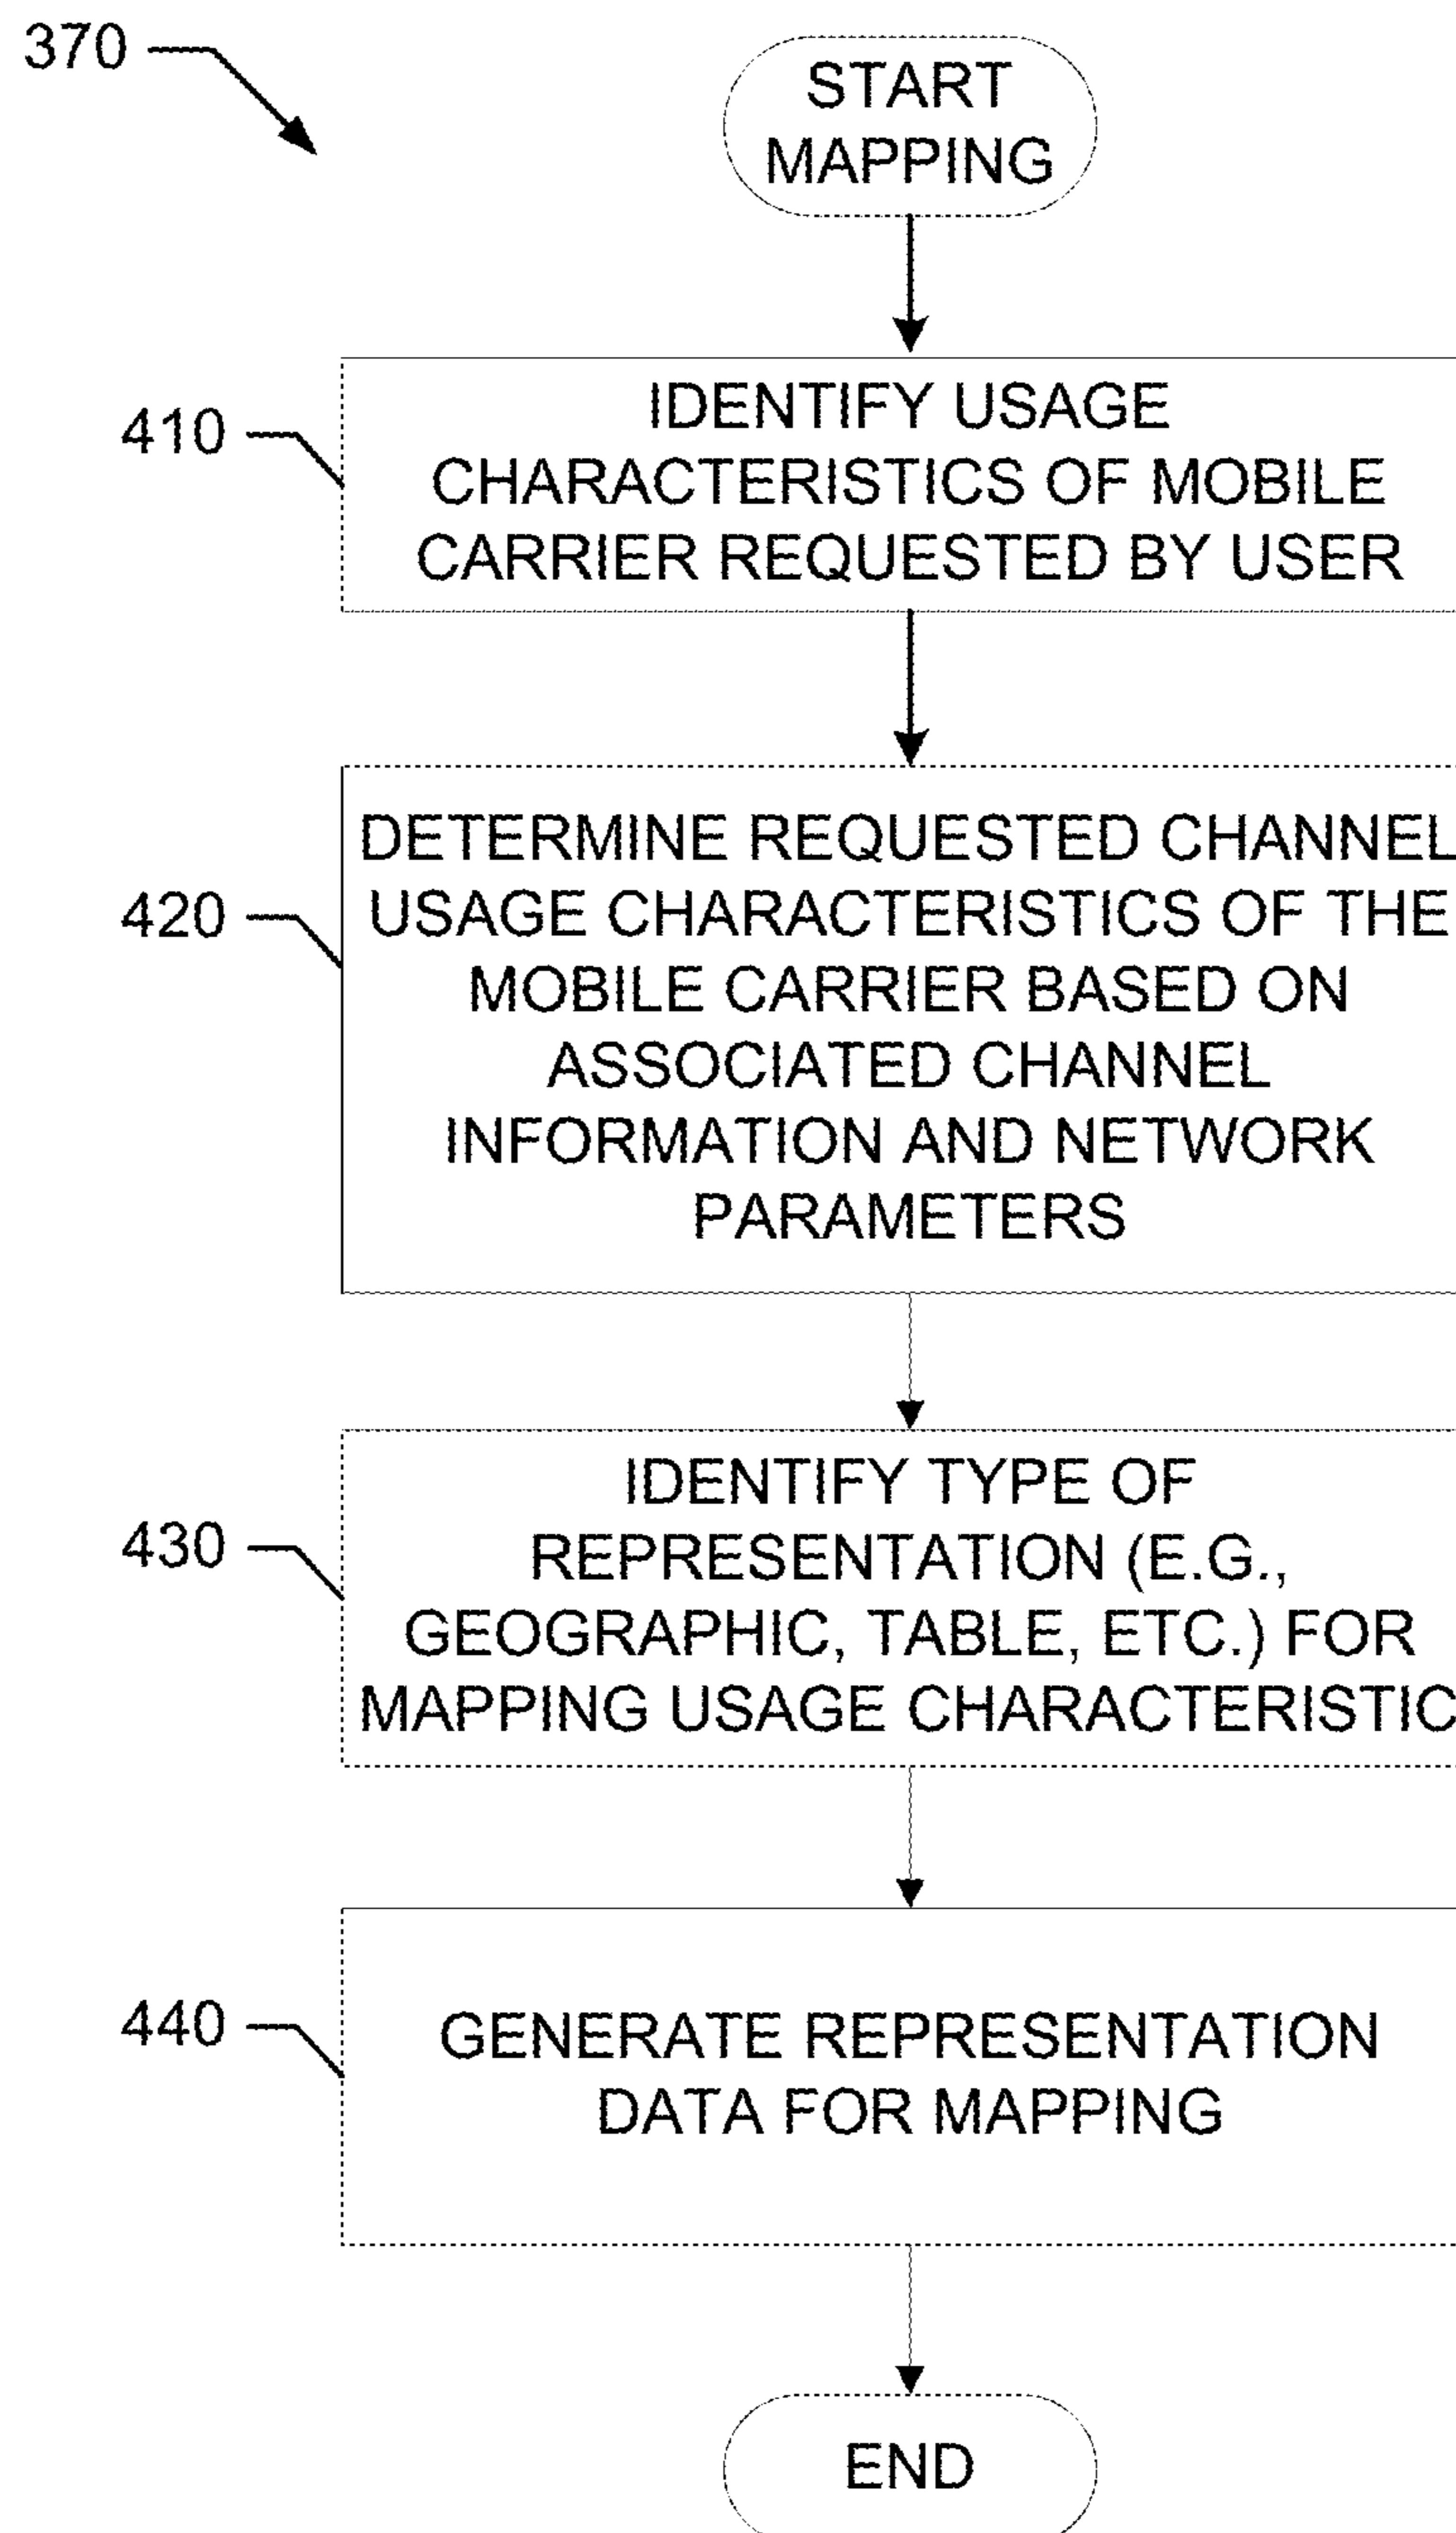 370
START
MAPPING
410
IDENTIFY USAGE
CHARACTERISTICS OF MOBILE
CARRIER REQUESTED BY USER
420
DETERMINE REQUESTED CHANNEL
USAGE CHARACTERISTICS OF THE
MOBILE CARRIER BASED ON
ASSOCIATED CHANNEL
INFORMATION AND NETWORK
PARAMETERS
430
IDENTIFY TYPE OF
REPRESENTATION (E.G.,
GEOGRAPHIC, TABLE, ETC.) FOR
MAPPING USAGE CHARACTERISTIC
440
GENERATE REPRESENTATION
DATA FOR MAPPING
END